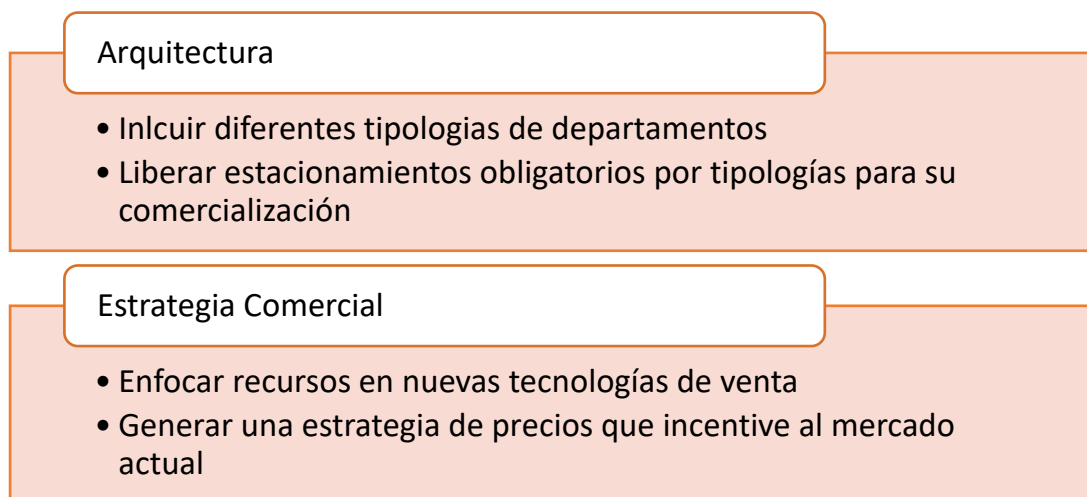 Arquitectura
• Inlcuir diferentes tipologias de departamentos
• Liberar estacionamientos obligatorios por tipologías para su
comercialización
Estrategia Comercial
• Enfocar recursos en nuevas tecnologías de venta
• Generar una estrategia de precios que incentive al mercado
actual